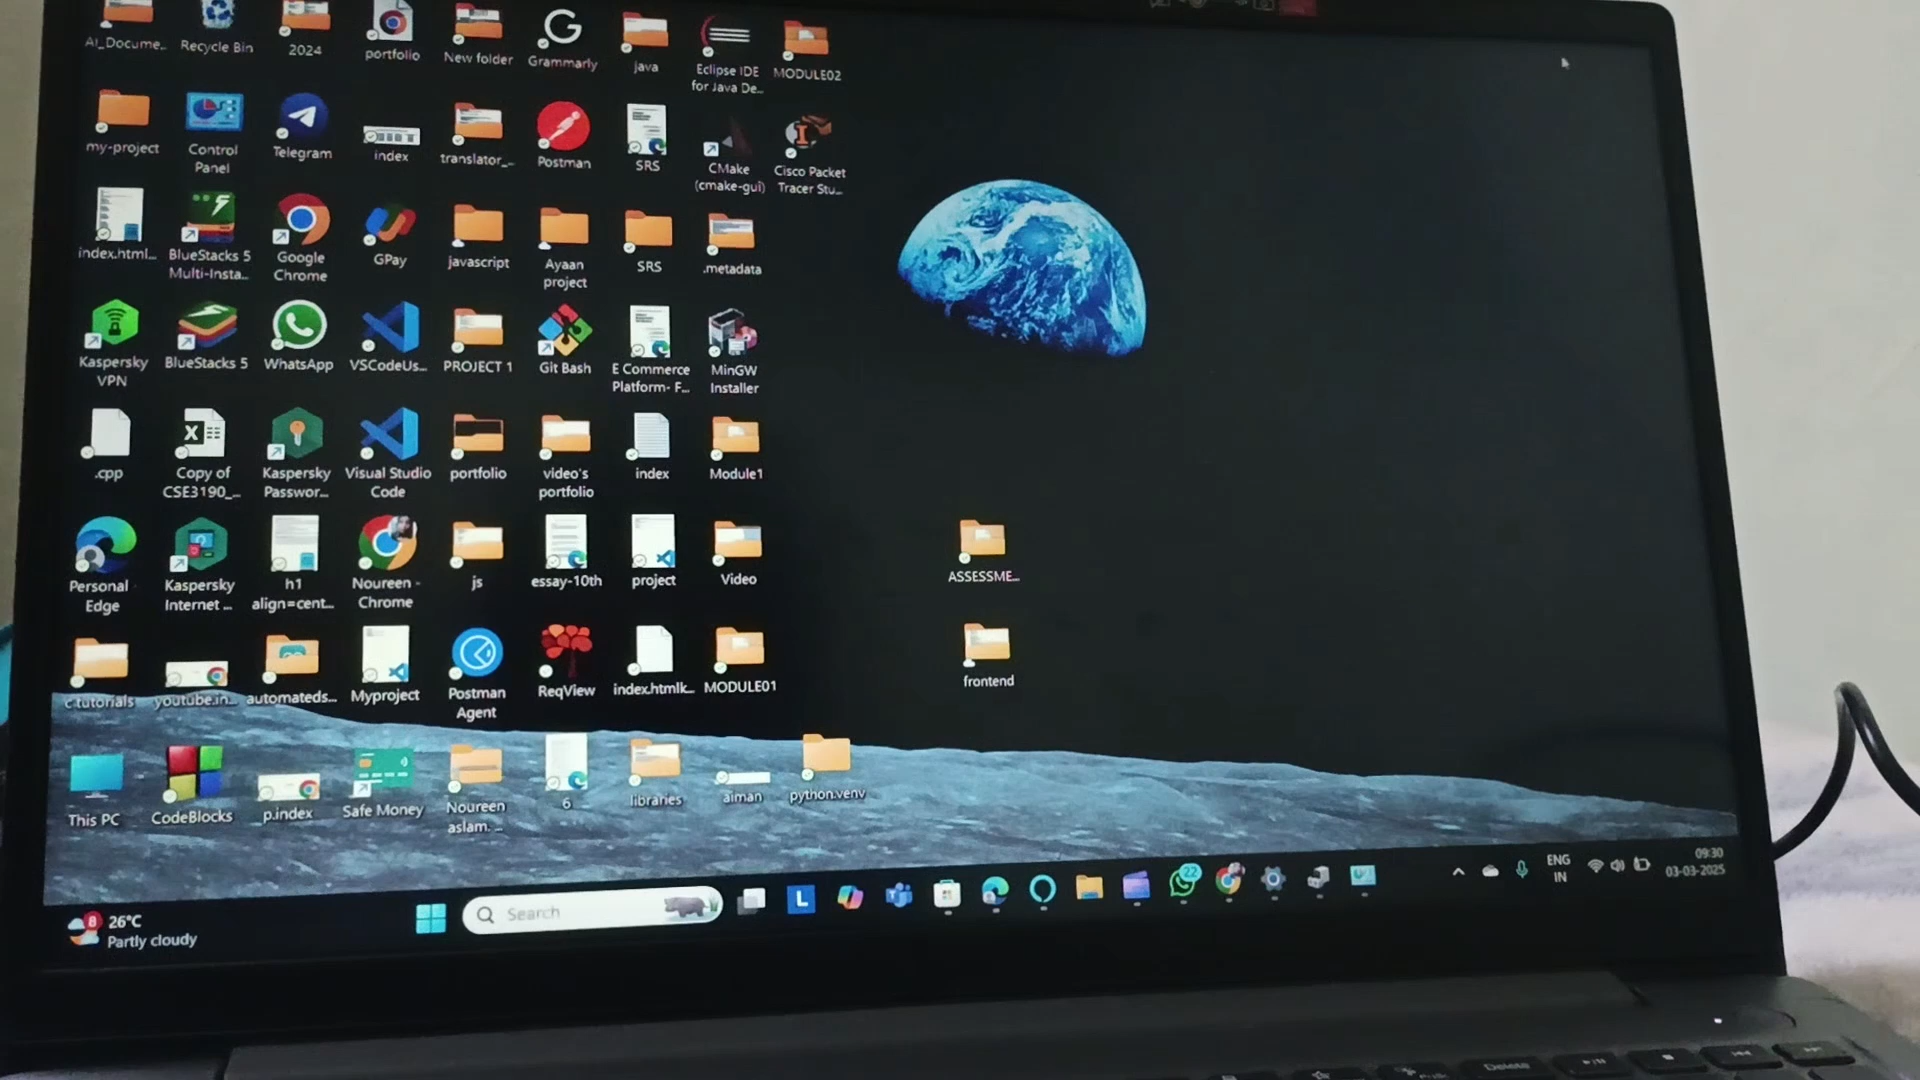 AI_Docume...
Recycle Bin
2024
portfolio
New folder
Grammarly
java
Eclipse IDE
for Java De...
MODULE02
my-project
Control
Panel
Telegram
index
translator_...
Postman
SRS
CMake
(cmake-gui)
Cisco Packet
Tracer Stu...
index.html...
BlueStacks 5
Multi-Insta...
Google
Chrome
GPay
javascript
Ayaan
project
SRS
.metadata
Kaspersky
VPN
BlueStacks 5
WhatsApp
VSCodeUs...
PROJECT 1
Git Bash
E Commerce
Platform- F...
MinGW
Installer
.cpp
Copy of
CSE3190_...
Kaspersky
Passwor...
Visual Studio
Code
portfolio
video's
portfolio
index
Module1
Personal -
Edge
Kaspersky
Internet ...
h1
align=cent...
Noureen -
Chrome
js
essay-10th
project
Video
ASSESSME...
c tutorials
youtube.in...
automateds...
Myproject
Postman
Agent
ReqView
index.htmlk...
MODULE01
frontend
This PC
CodeBlocks
p.index
Safe Money
Noureen
aslam. ...
6
libraries
aiman
python.venv
8
26°C
Partly cloudy
Search
L
22
ENG
IN
09:30
03-03-2025
Delete